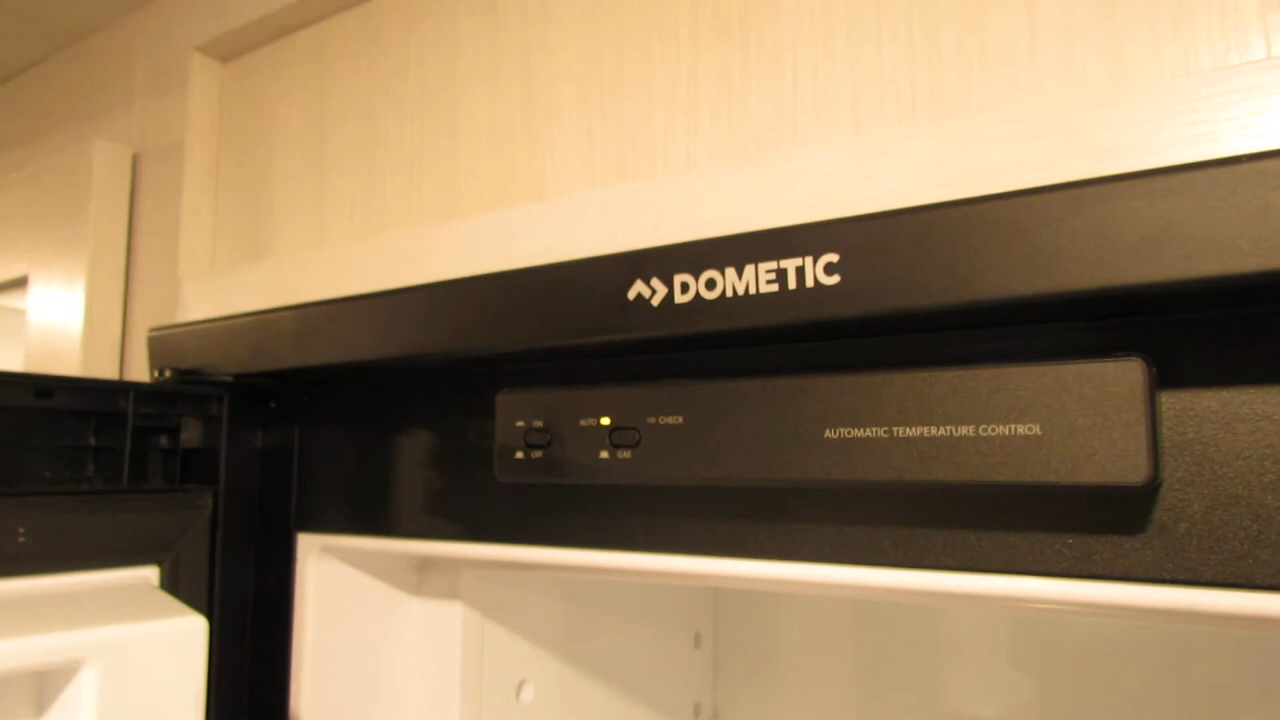 DOMETIC
ON
AUTO
CHECK
AUTOMATIC TEMPERATURE CONTROL
OFF
GAS